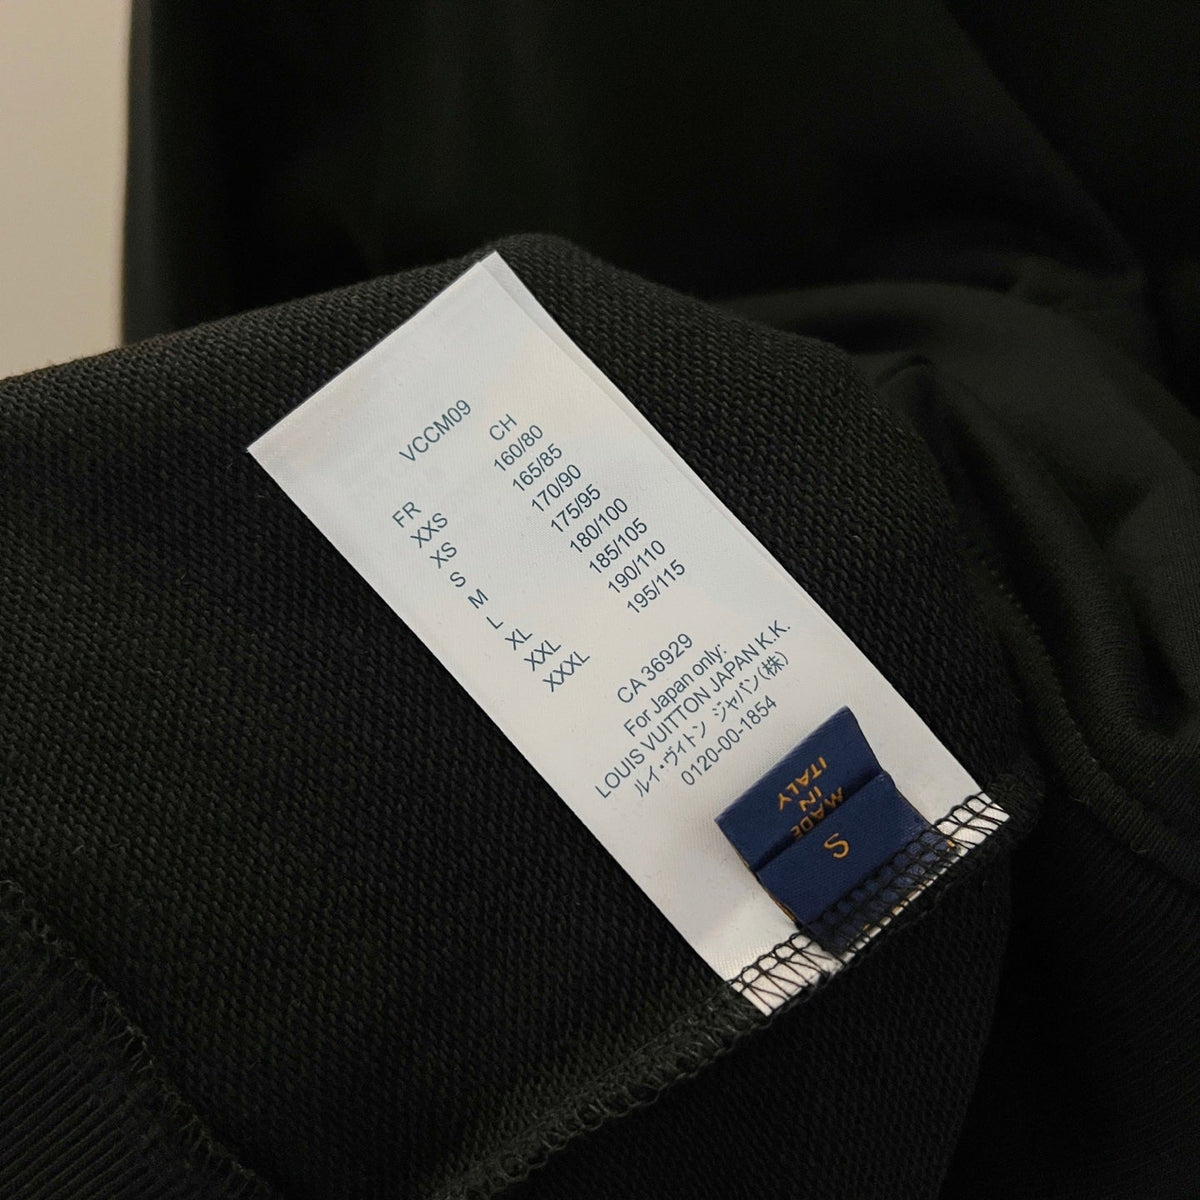 VCCM09
FR CH
XXS 160/80
XS 165/85
S 170/90
M 175/95
L 180/100
XL 185/105
XXL 190/110
XXXL 195/115
CA 36929
For Japan only:
LOUIS VUITTON JAPAN K.K.
ルイ・ヴィトン ジャパン(株)
0120-00-1854
S
MADE
IN
ITALY